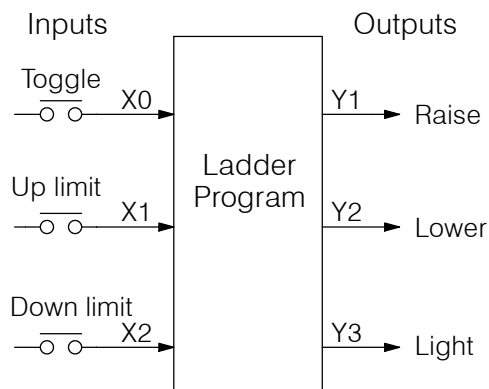 Inputs
Outputs
Toggle
X0
Y1
Raise
Ladder
Program
Up limit
X1
Y2
Lower
Down limit
X2
Y3
Light